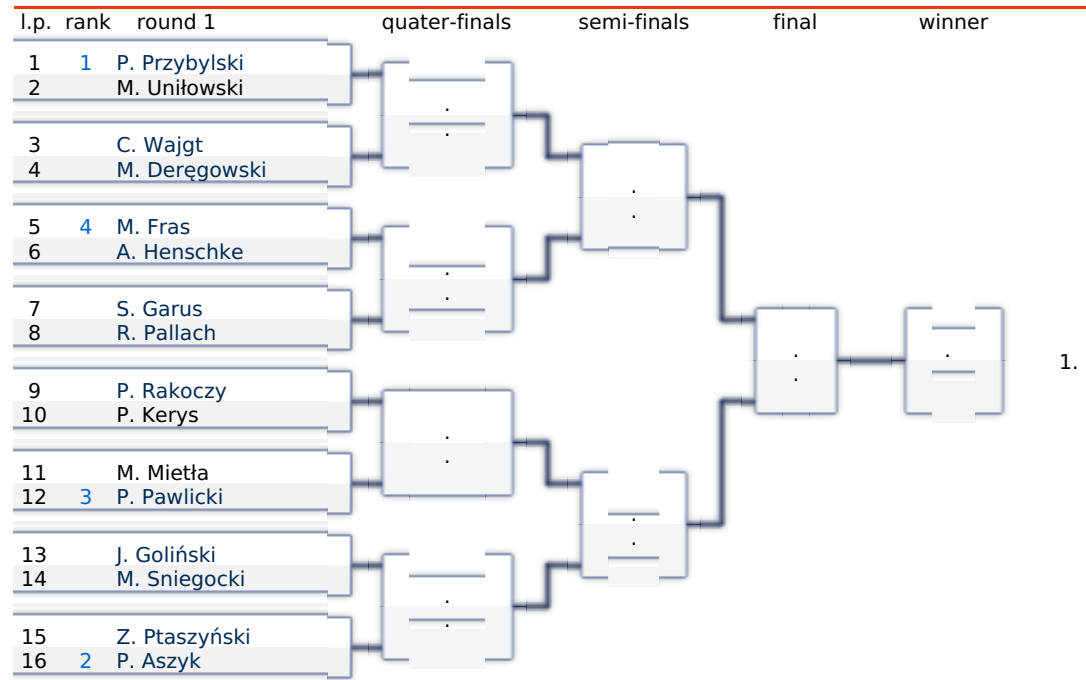 l.p. rank round 1 quater-finals semi-finals final winner
1 1 P. Przybylski
2 M. Uniłowski
3 C. Wajgt
4 M. Deręgowski
5 4 M. Fras
6 A. Henschke
7 S. Garus
8 R. Pallach
9 P. Rakoczy
10 P. Kerys
11 M. Mietła
12 3 P. Pawlicki
13 J. Goliński
14 M. Sniegocki
15 Z. Ptaszyński
16 2 P. Aszyk
1.